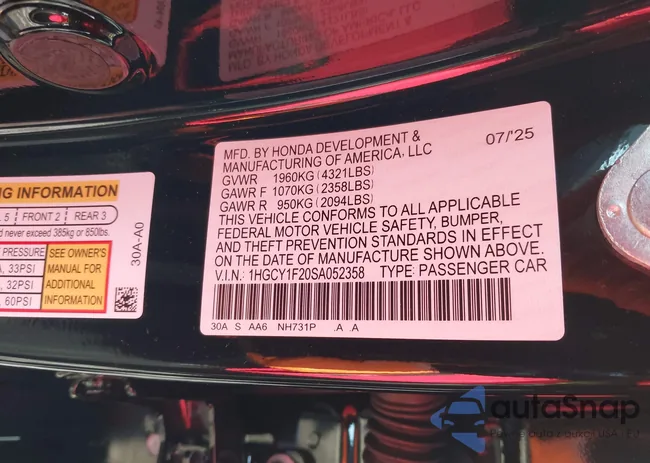 MFD. BY HONDA DEVELOPMENT & 07/'25
MANUFACTURING OF AMERICA, LLC
GVWR 1960KG (4321LBS)
GAWR F 1070KG (2358LBS)
GAWR R 950KG (2094LBS)
THIS VEHICLE CONFORMS TO ALL APPLICABLE
FEDERAL MOTOR VEHICLE SAFETY, BUMPER,
AND THEFT PREVENTION STANDARDS IN EFFECT
ON THE DATE OF MANUFACTURE SHOWN ABOVE.
V.I.N.: 1HGCY1F20SA052358 TYPE: PASSENGER CAR
30A S AA6 NH731P .A .A
NG INFORMATION
5 FRONT 2 REAR 3
never exceed 385kg or 850lbs.
PRESSURE SEE OWNER'S
33PSI MANUAL FOR
32PSI ADDITIONAL
60PSI INFORMATION
30A-A0
autoSnap